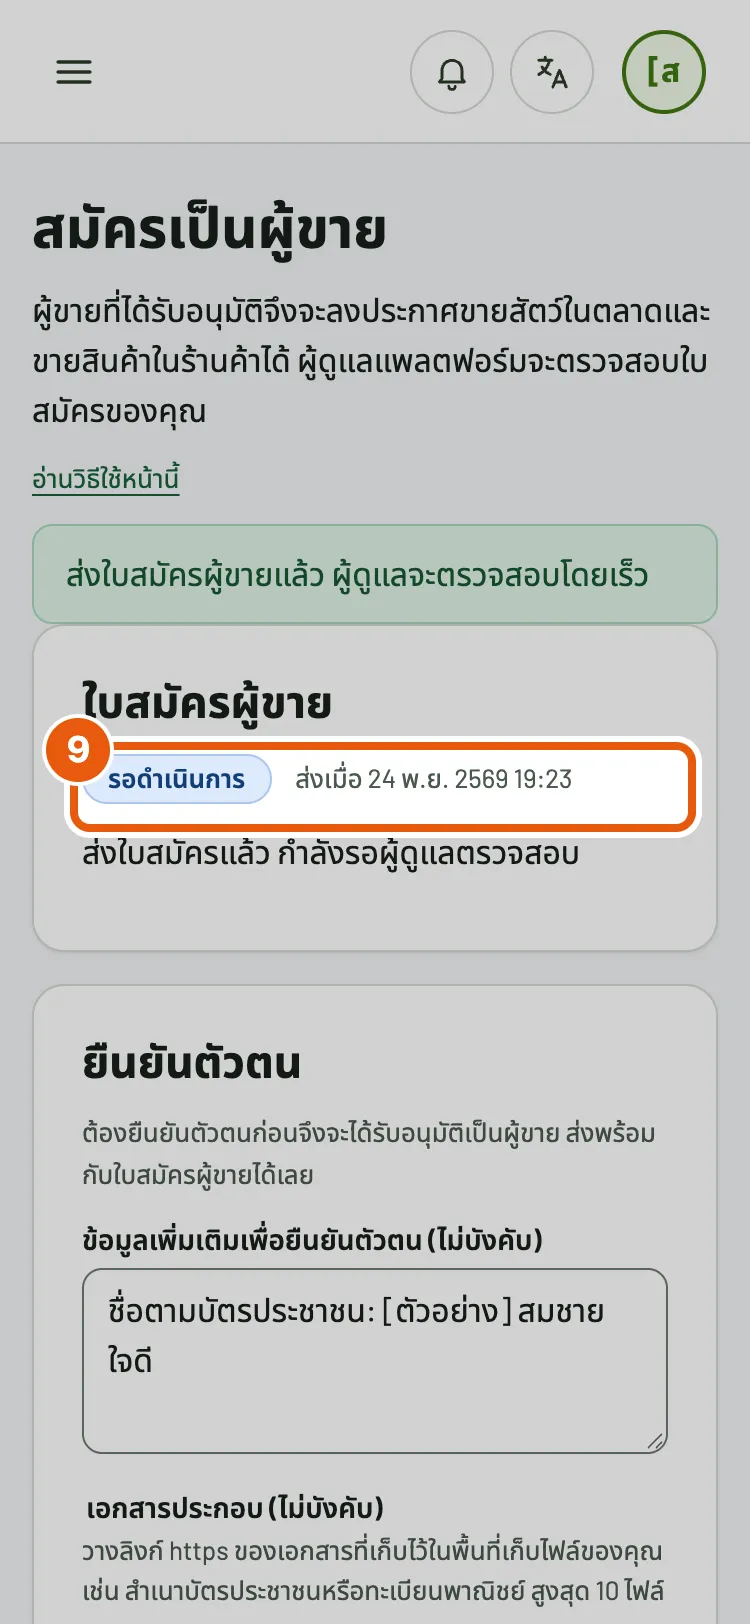 [ส
สมัครเป็นผู้ขาย
ผู้ขายที่ได้รับอนุมัติจึงจะลงประกาศขายสัตว์ในตลาดและ
ขายสินค้าในร้านค้าได้ ผู้ดูแลแพลตฟอร์มจะตรวจสอบใบ
สมัครของคุณ
อ่านวิธีใช้หน้านี้
ส่งใบสมัครผู้ขายแล้ว ผู้ดูแลจะตรวจสอบโดยเร็ว
ใบสมัครผู้ขาย
9
รอดำเนินการ ส่งเมื่อ 24 พ.ย. 2569 19:23
ส่งใบสมัครแล้ว กำลังรอผู้ดูแลตรวจสอบ
ยืนยันตัวตน
ต้องยืนยันตัวตนก่อนจึงจะได้รับอนุมัติเป็นผู้ขาย ส่งพร้อม
กับใบสมัครผู้ขายได้เลย
ข้อมูลเพิ่มเติมเพื่อยืนยันตัวตน (ไม่บังคับ)
ชื่อตามบัตรประชาชน: [ตัวอย่าง] สมชาย
ใจดี
เอกสารประกอบ (ไม่บังคับ)
วางลิงก์ https ของเอกสารที่เก็บไว้ในพื้นที่เก็บไฟล์ของคุณ
เช่น สำเนาบัตรประชาชนหรือทะเบียนพาณิชย์ สูงสุด 10 ไฟล์